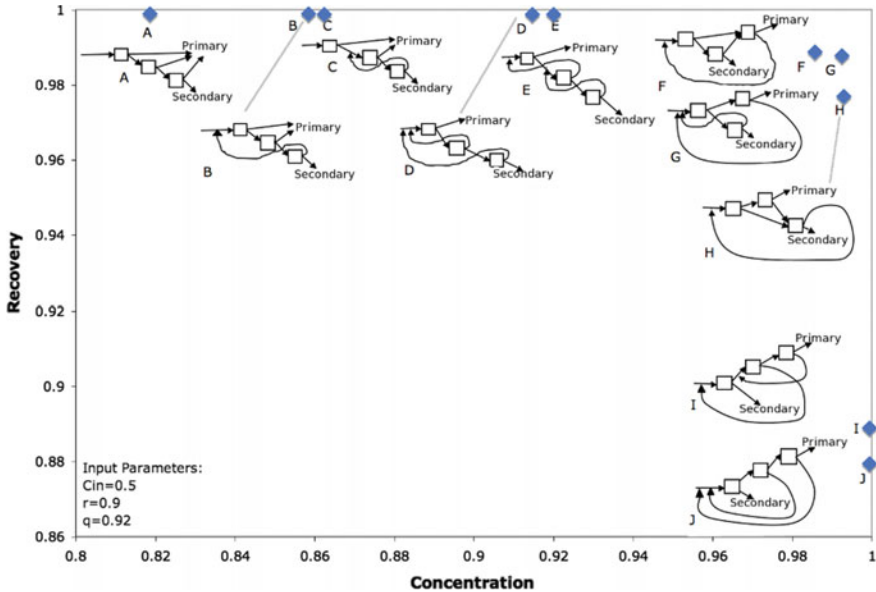 1
0.98
0.96
0.94
0.92
0.9
0.88
0.86
Recovery
A
B
C
D
E
F
G
H
I
J
A
Primary
Secondary
B
Primary
Secondary
C
Primary
Secondary
D
Primary
Secondary
E
Primary
Secondary
F
Primary
Secondary
G
Primary
Secondary
H
Primary
Secondary
I
Primary
Secondary
J
Primary
Secondary
Input Parameters:
Cin=0.5
r=0.9
q=0.92
0.8 0.82 0.84 0.86 0.88 0.9 0.92 0.94 0.96 0.98 1
Concentration